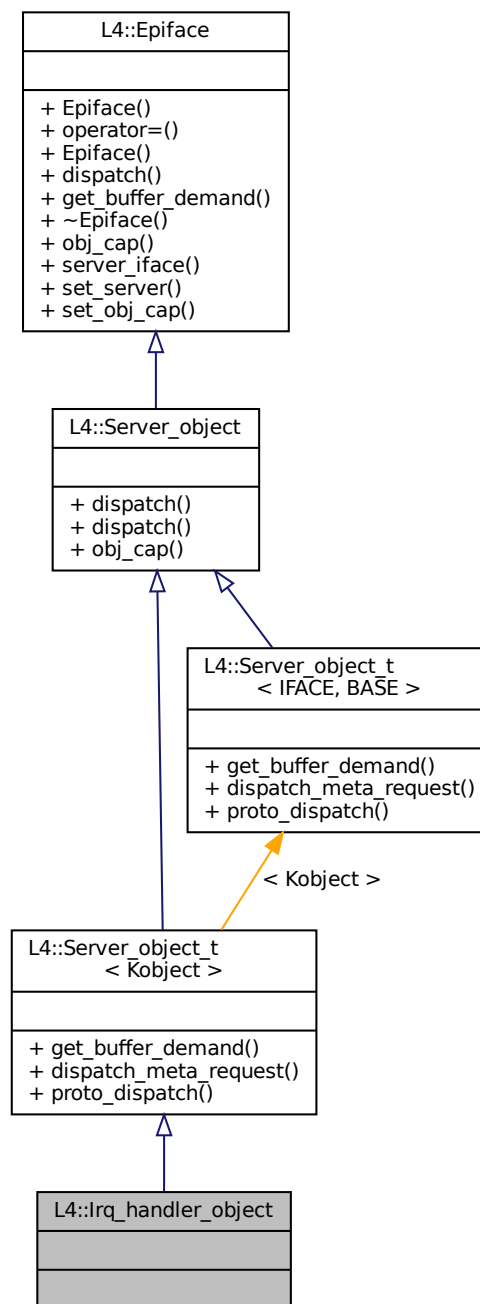 L4::Epiface
+ Epiface()
+ operator=()
+ Epiface()
+ dispatch()
+ get_buffer_demand()
+ ~Epiface()
+ obj_cap()
+ server_iface()
+ set_server()
+ set_obj_cap()
L4::Server_object
+ dispatch()
+ dispatch()
+ obj_cap()
L4::Server_object_t
< IFACE, BASE >
+ get_buffer_demand()
+ dispatch_meta_request()
+ proto_dispatch()
< Kobject >
L4::Server_object_t
< Kobject >
+ get_buffer_demand()
+ dispatch_meta_request()
+ proto_dispatch()
L4::Irq_handler_object